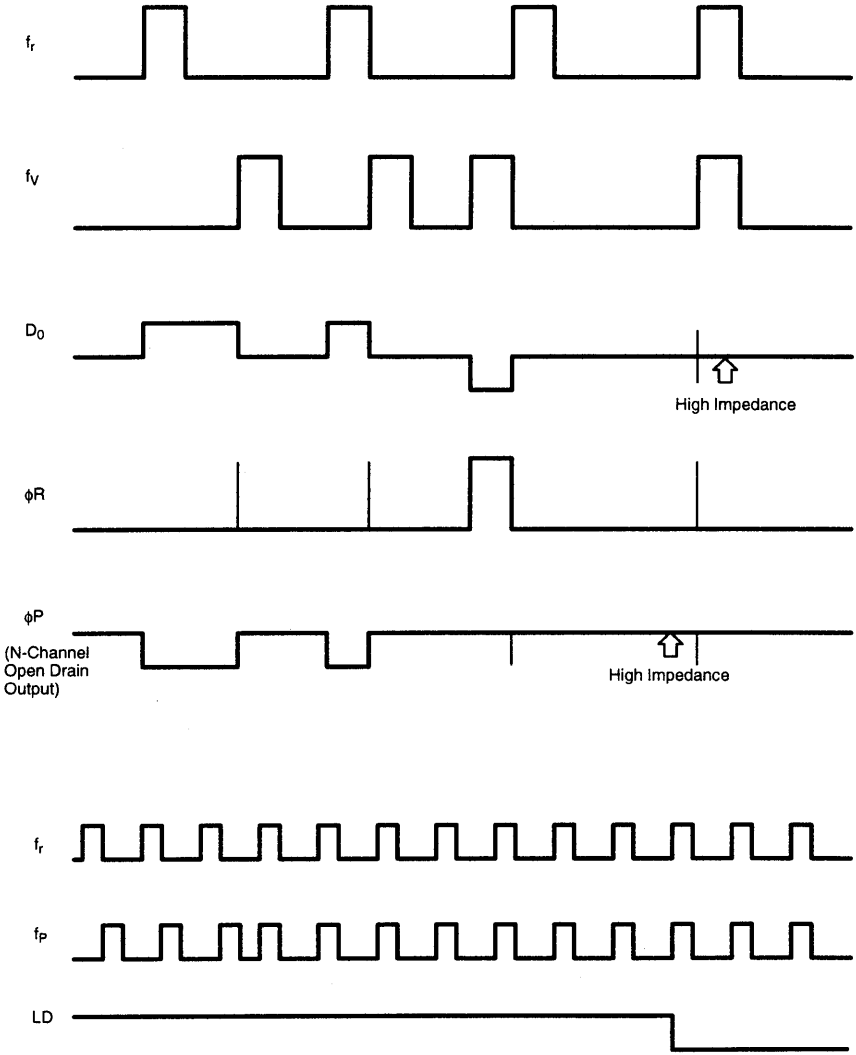 fr
fV
D0
High Impedance
ϕR
ϕP
(N-Channel
Open Drain
Output)
High Impedance
fr
fP
LD